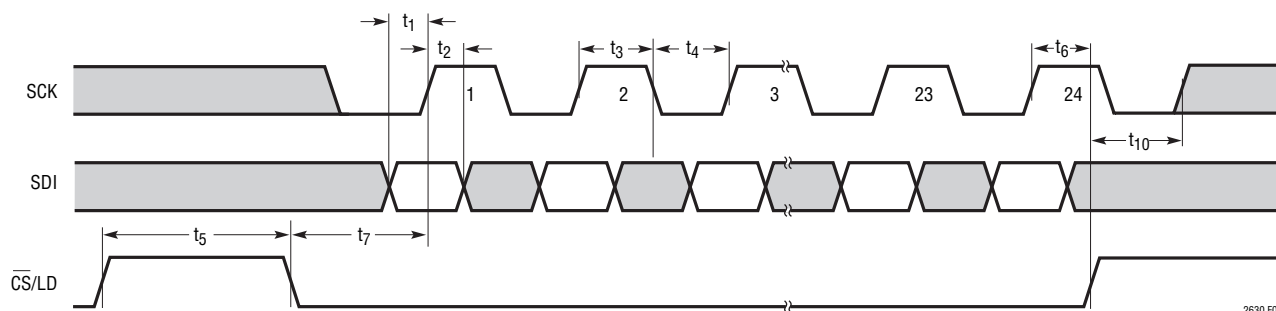 t1
t2 t3 t4 t6
SCK 1 2 3 23 24
t10
SDI
t5 t7
CS/LD